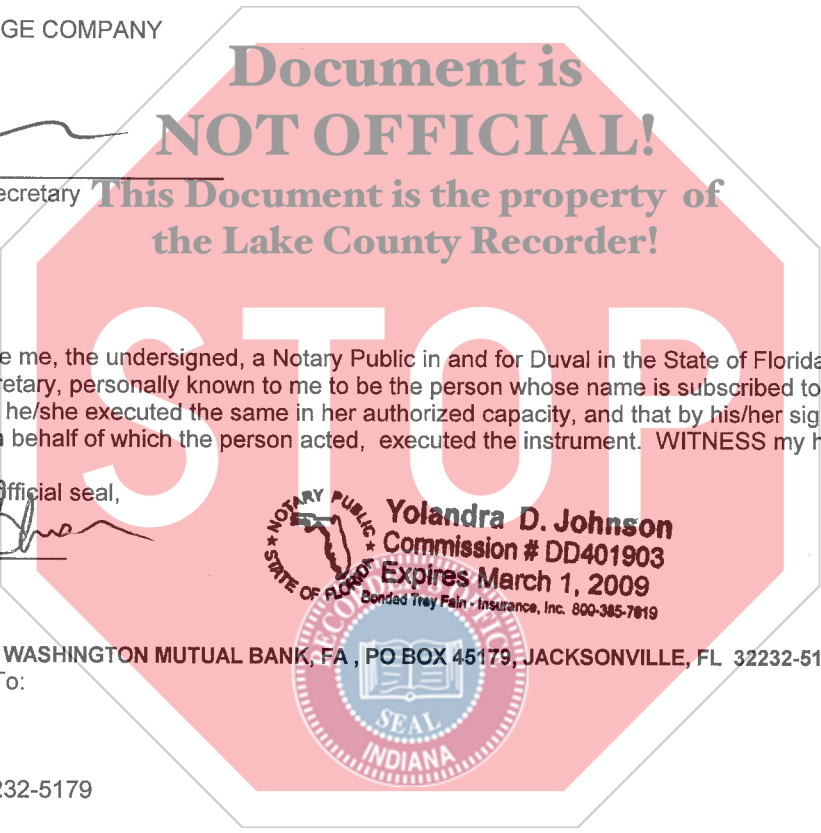 GE COMPANY
Document is
NOT OFFICIAL!
ecretary
This Document is the property of
the Lake County Recorder!
STOP
e me, the undersigned, a Notary Public in and for Duval in the State of Florida
retary, personally known to me to be the person whose name is subscribed to
he/she executed the same in her authorized capacity, and that by his/her sig
behalf of which the person acted, executed the instrument. WITNESS my h
fficial seal,
NOTARY PUBLIC
STATE OF FLORIDA
Yolandra D. Johnson
Commission # DD401903
Expires March 1, 2009
Bonded Troy Fain - Insurance, Inc. 800-385-7019
RECORDER'S OFFICE
WASHINGTON MUTUAL BANK, FA , PO BOX 45179, JACKSONVILLE, FL 32232-51
To:
SEAL
INDIANA
232-5179